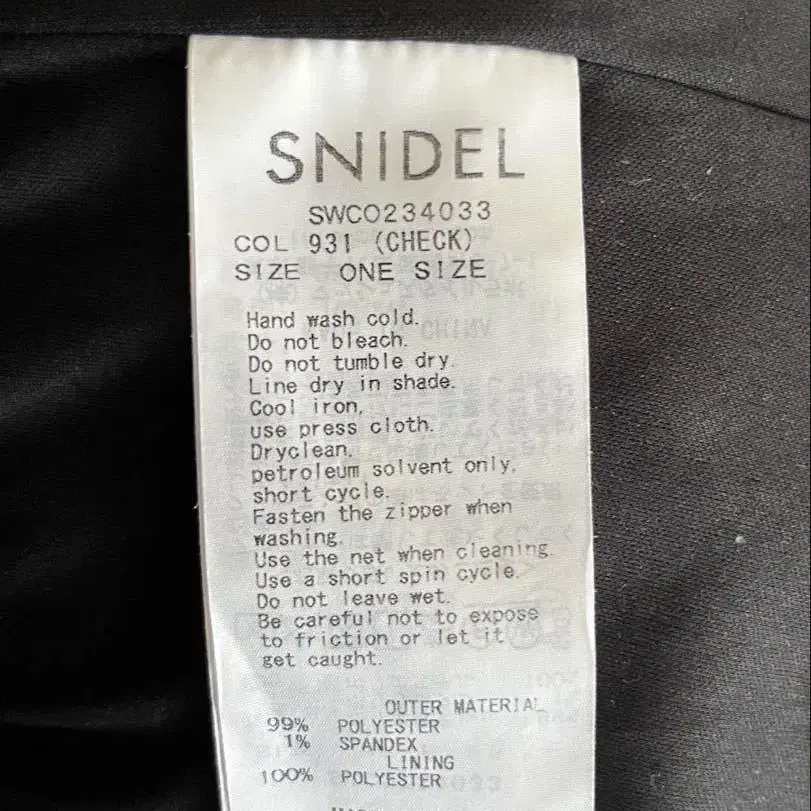 SNIDEL
SWCO234033
COL 931 (CHECK)
SIZE ONE SIZE
Hand wash cold.
Do not bleach.
Do not tumble dry.
Line dry in shade.
Cool iron,
use press cloth.
Dryclean,
petroleum solvent only,
short cycle.
Fasten the zipper when
washing.
Use the net when cleaning.
Use a short spin cycle.
Do not leave wet.
Be careful not to expose
to friction or let it
get caught.
OUTER MATERIAL
99% POLYESTER
1% SPANDEX
LINING
100% POLYESTER